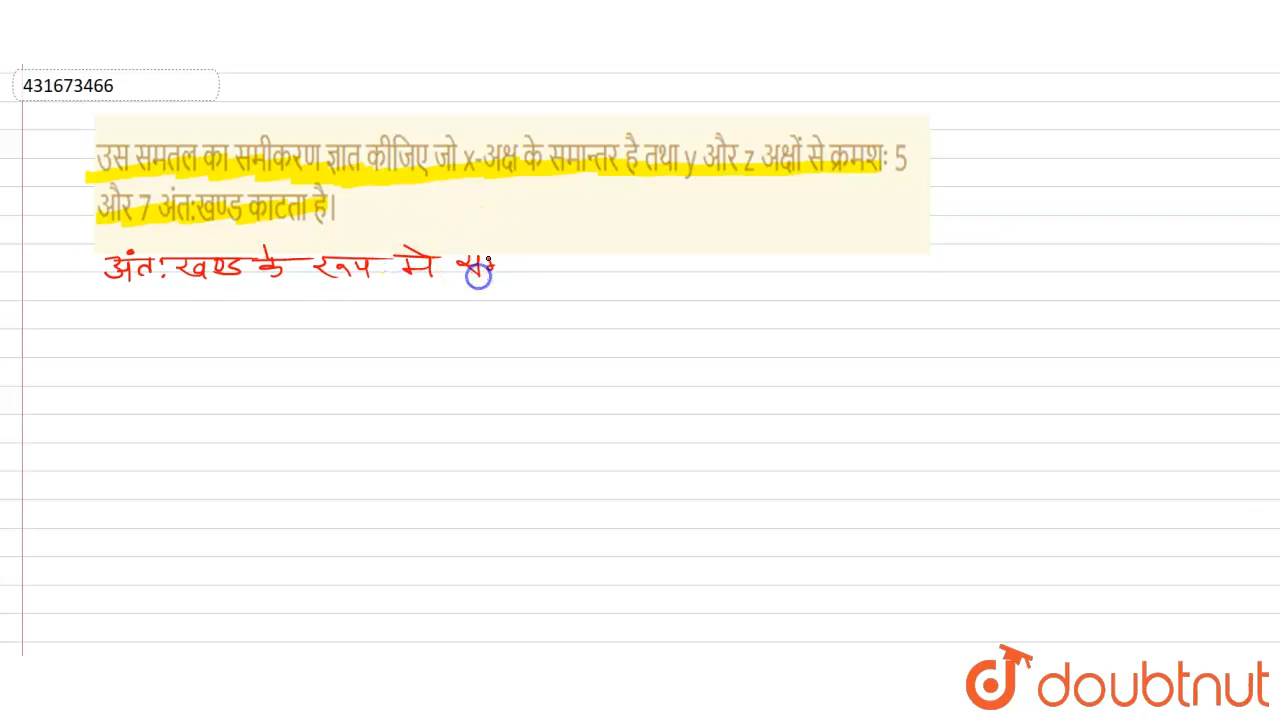 431673466
उस समतल का समीकरण ज्ञात कीजिए जो x-अक्ष के समान्तर है तथा y और z अक्षों से क्रमशः 5
और 7 अंत:खण्ड काटता है।
अंत:खण्ड के रूप मे
doubtnut